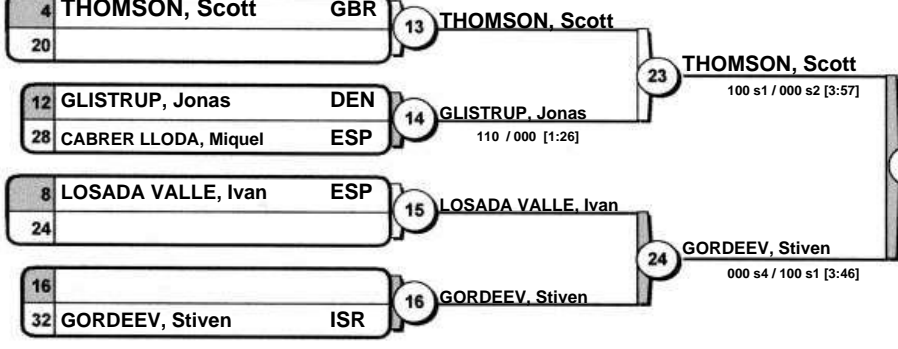 4 THOMSON, Scott GBR
20
13
THOMSON, Scott
12 GLISTRUP, Jonas DEN
28 CABRER LLODA, Miquel ESP
14
GLISTRUP, Jonas
110 / 000 [1:26]
23
THOMSON, Scott
100 s1 / 000 s2 [3:57]
8 LOSADA VALLE, Ivan ESP
24
15
LOSADA VALLE, Ivan
16
32 GORDEEV, Stiven ISR
16
GORDEEV, Stiven
24
GORDEEV, Stiven
000 s4 / 100 s1 [3:46]